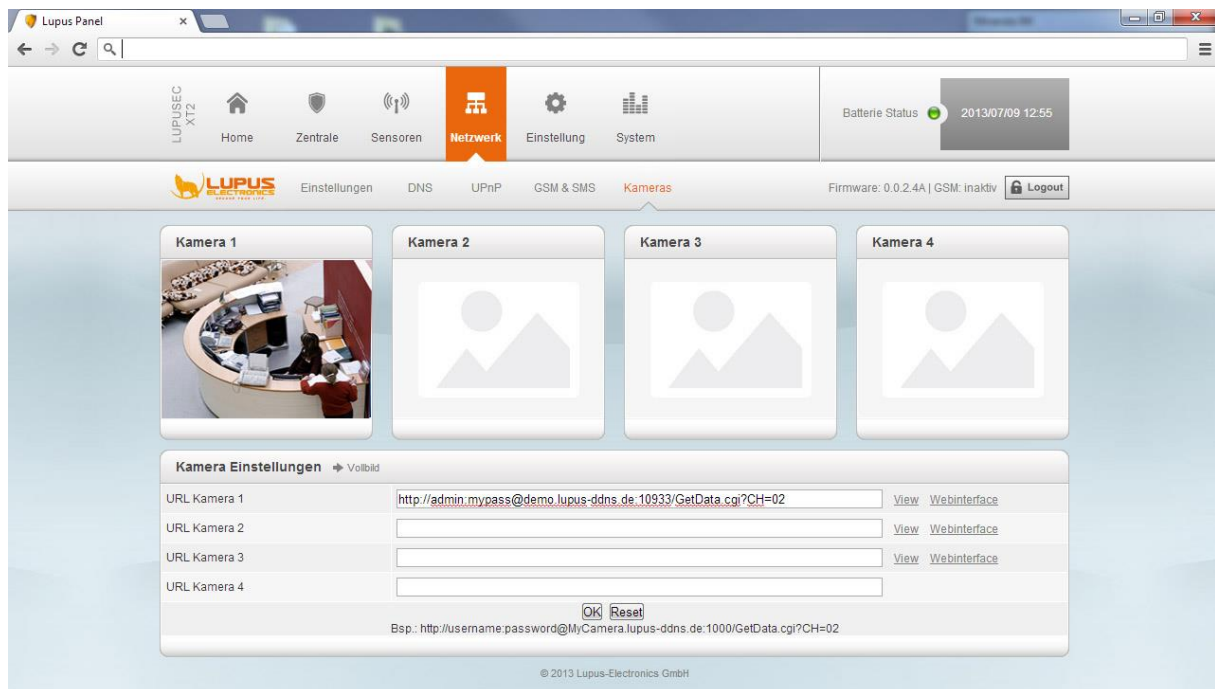 Lupus Panel
LUPUSEC
XT2
Home
Zentrale
Sensoren
Netzwerk
Einstellung
System
Batterie Status
2013/07/09 12:55
LUPUS
ELECTRONICS
Einstellungen
DNS
UPnP
GSM & SMS
Kameras
Firmware: 0.0.2.4A | GSM: inaktiv
Logout
Kamera 1
Kamera 2
Kamera 3
Kamera 4
Kamera Einstellungen Vollbild
URL Kamera 1 http://admin:mypass@demo.lupus-ddns.de:10933/GetData.cgi?CH=02 View Webinterface
URL Kamera 2 View Webinterface
URL Kamera 3 View Webinterface
URL Kamera 4
OK Reset
Bsp.: http://username:password@MyCamera.lupus-ddns.de:1000/GetData.cgi?CH=02
© 2013 Lupus-Electronics GmbH